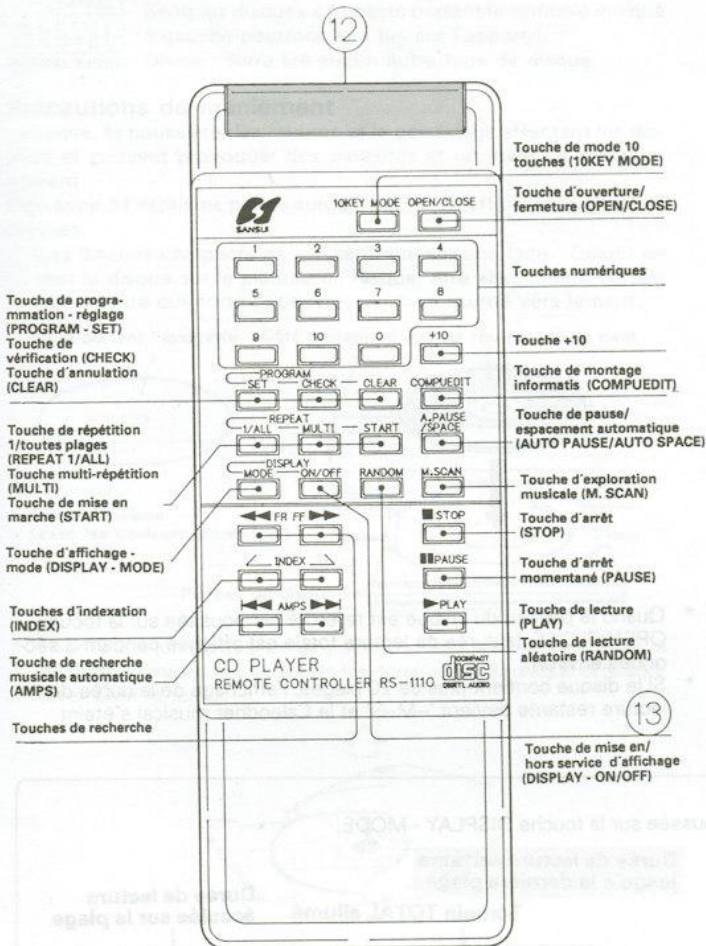 12
Touche de mode 10
touches (10KEY MODE)
Touche d'ouverture/
fermeture (OPEN/CLOSE)
Touches numériques
Touche +10
Touche de montage
informatis (COMPUEDIT)
Touche de pause/
espacement automatique
(AUTO PAUSE/AUTO SPACE)
Touche d'exploration
musicale (M. SCAN)
Touche d'arrêt
(STOP)
Touche d'arrêt
momentané (PAUSE)
Touche de lecture
(PLAY)
Touche de lecture
aléatoire (RANDOM)
13
Touche de mise en/
hors service d'affichage
(DISPLAY - ON/OFF)
Touche de progra-
mmation - réglage
(PROGRAM - SET)
Touche de
vérification (CHECK)
Touche d'annulation
(CLEAR)
Touche de répétition
1/toutes plages
(REPEAT 1/ALL)
Touche multi-répétition
(MULTI)
Touche de mise en
marche (START)
Touche d'affichage -
mode (DISPLAY - MODE)
Touches d'indexation
(INDEX)
Touche de recherche
musicale automatique
(AMPS)
Touches de recherche
SANSUI
10KEY MODE OPEN/CLOSE
1 2 3 4
5 6 7 8
9 10 0 +10
PROGRAM
SET CHECK CLEAR COMPUEDIT
REPEAT A.PAUSE
1/ALL MULTI START /SPACE
DISPLAY
MODE ON/OFF RANDOM M.SCAN
◀◀ FR FF ▶▶ ■ STOP
INDEX ▮▮PAUSE
|◀◀ AMPS ▶▶| ▶PLAY
CD PLAYER
REMOTE CONTROLLER RS-1110
COMPACT
disc
DIGITAL AUDIO